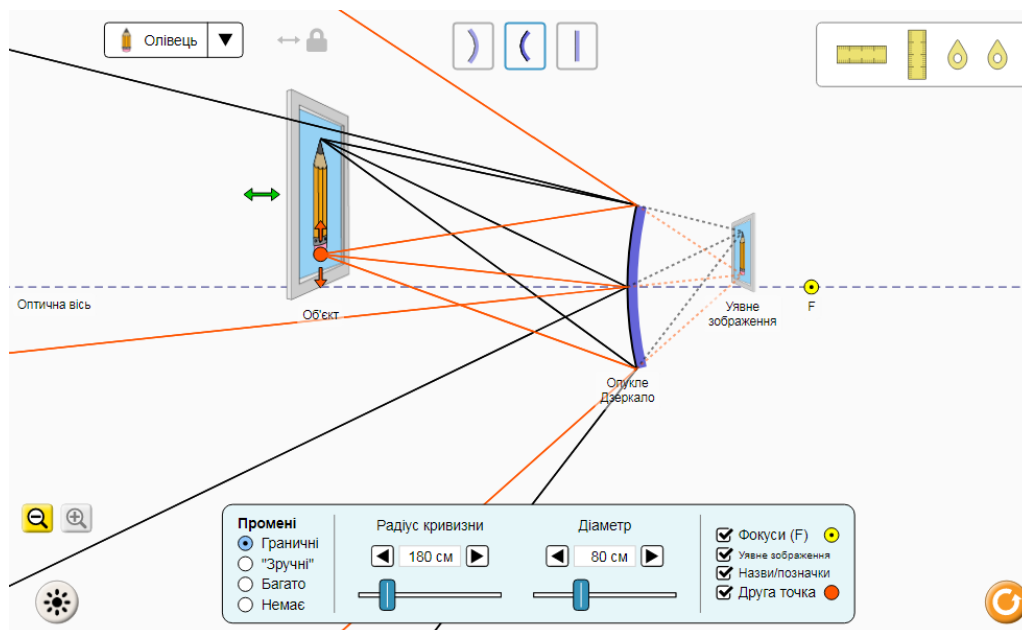 Олівець
Оптична вісь
Об'єкт
Уявне
зображення
F
Опукле
Дзеркало
Промені
Граничні
"Зручні"
Багато
Немає
Радіус кривизни
180 см
Діаметр
80 см
Фокуси (F)
Уявне зображення
Назви/позначки
Друга точка